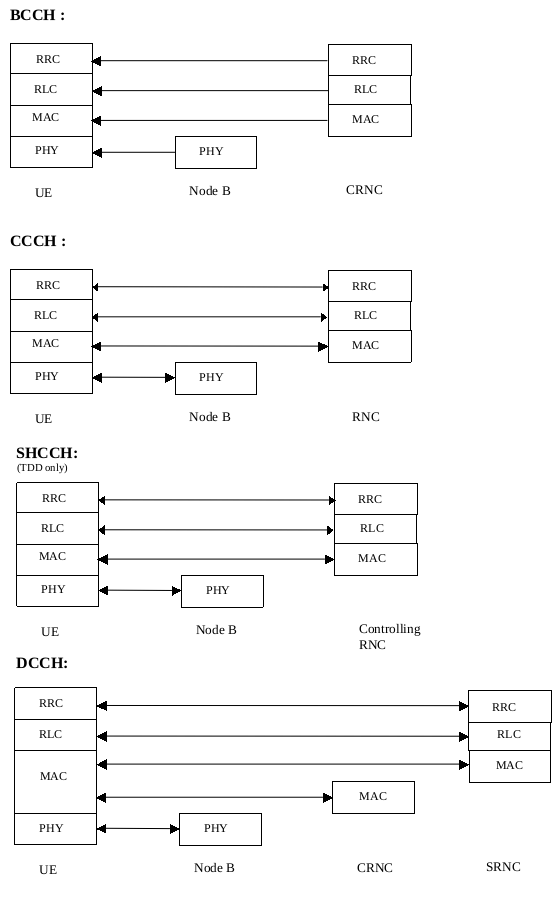 BCCH :
RRC RRC
RLC RLC
MAC MAC
PHY PHY
UE Node B CRNC
CCCH :
RRC RRC
RLC RLC
MAC MAC
PHY PHY
UE Node B RNC
SHCCH:
(TDD only)
RRC RRC
RLC RLC
MAC MAC
PHY PHY
UE Node B Controlling
RNC
DCCH:
RRC RRC
RLC RLC
MAC MAC
MAC
PHY PHY
UE Node B CRNC SRNC